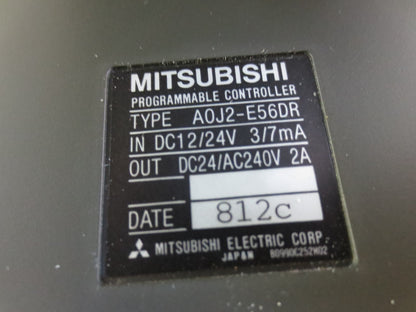 MITSUBISHI
PROGRAMMABLE CONTROLLER
TYPE A0J2-E56DR
IN DC12/24V 3/7mA
OUT DC24/AC240V 2A
DATE 812c
MITSUBISHI ELECTRIC CORP.
JAPAN BD990C252H02